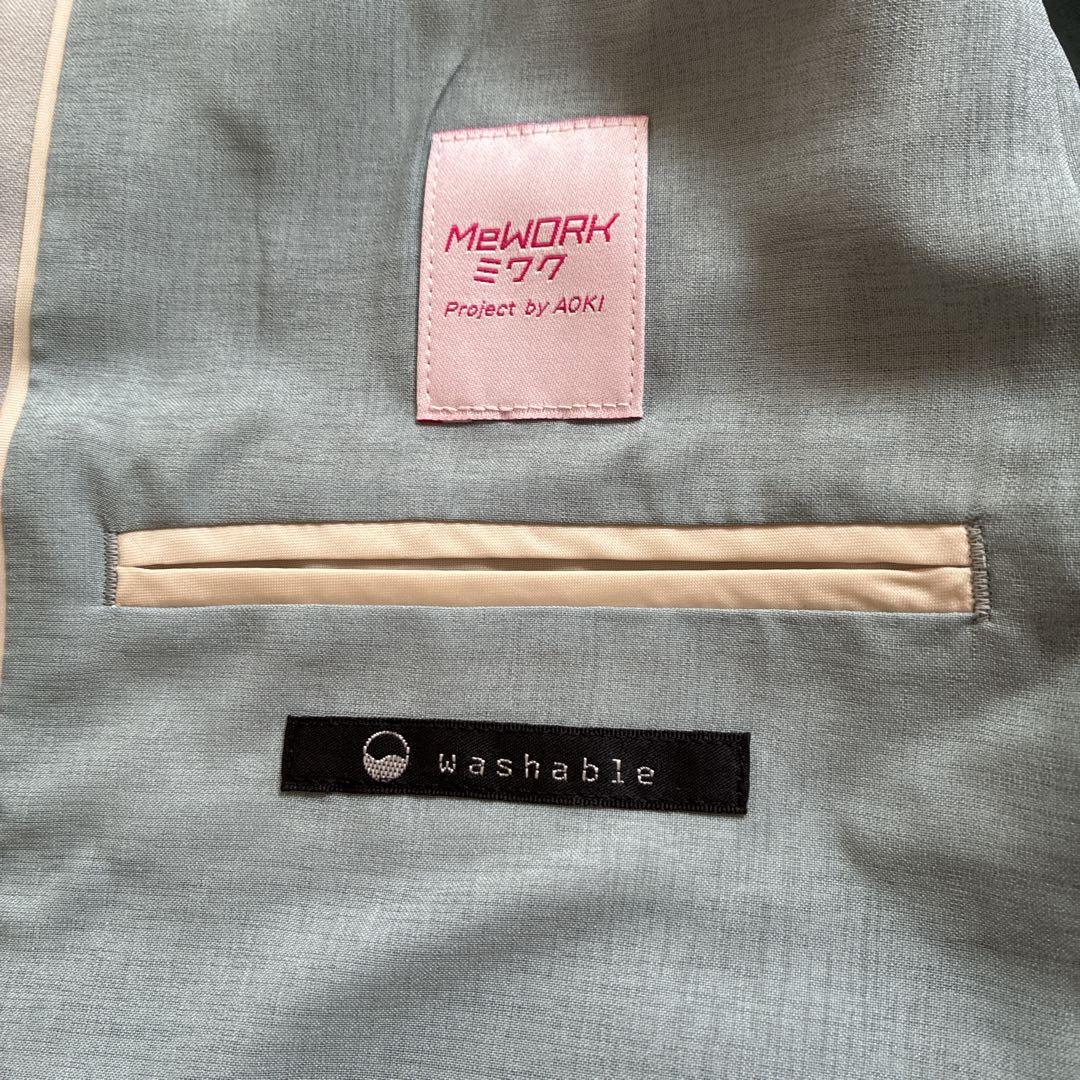 MeWORK
ミワク
Project by AOKI
washable